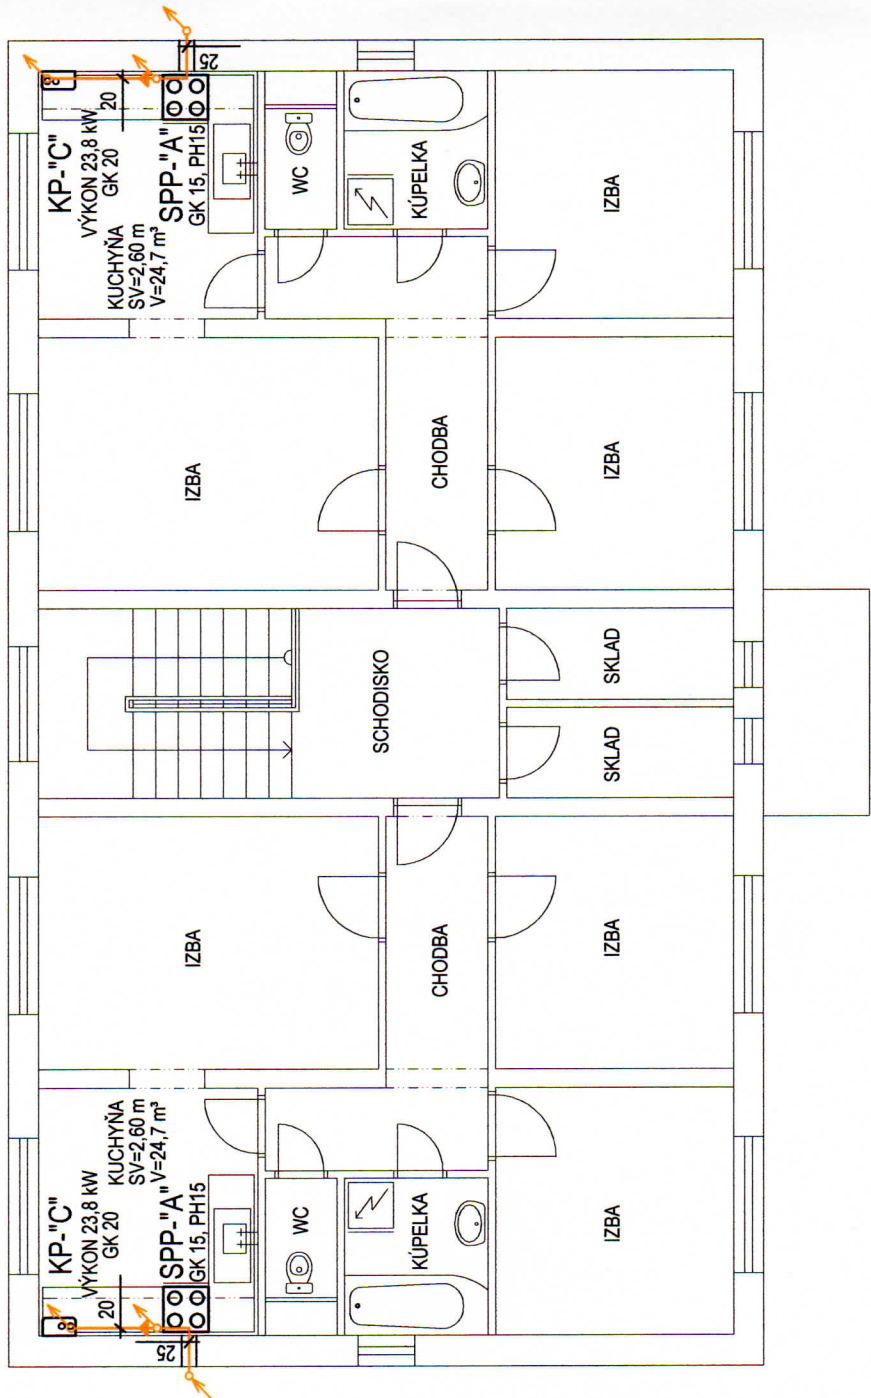 KP-"C"
VÝKON 23,8 kW
GK 20
KUCHYŇA
SV=2,60 m
V=24,7 m³
20
SPP-"A"
GK 15, PH15
25
WC
KÚPELKA
IZBA
IZBA
CHODBA
IZBA
SCHODISKO
SKLAD
SKLAD
IZBA
CHODBA
IZBA
KP-"C"
VÝKON 23,8 kW
GK 20
KUCHYŇA
SV=2,60 m
V=24,7 m³
20
SPP-"A"
GK 15, PH15
25
WC
KÚPELKA
IZBA